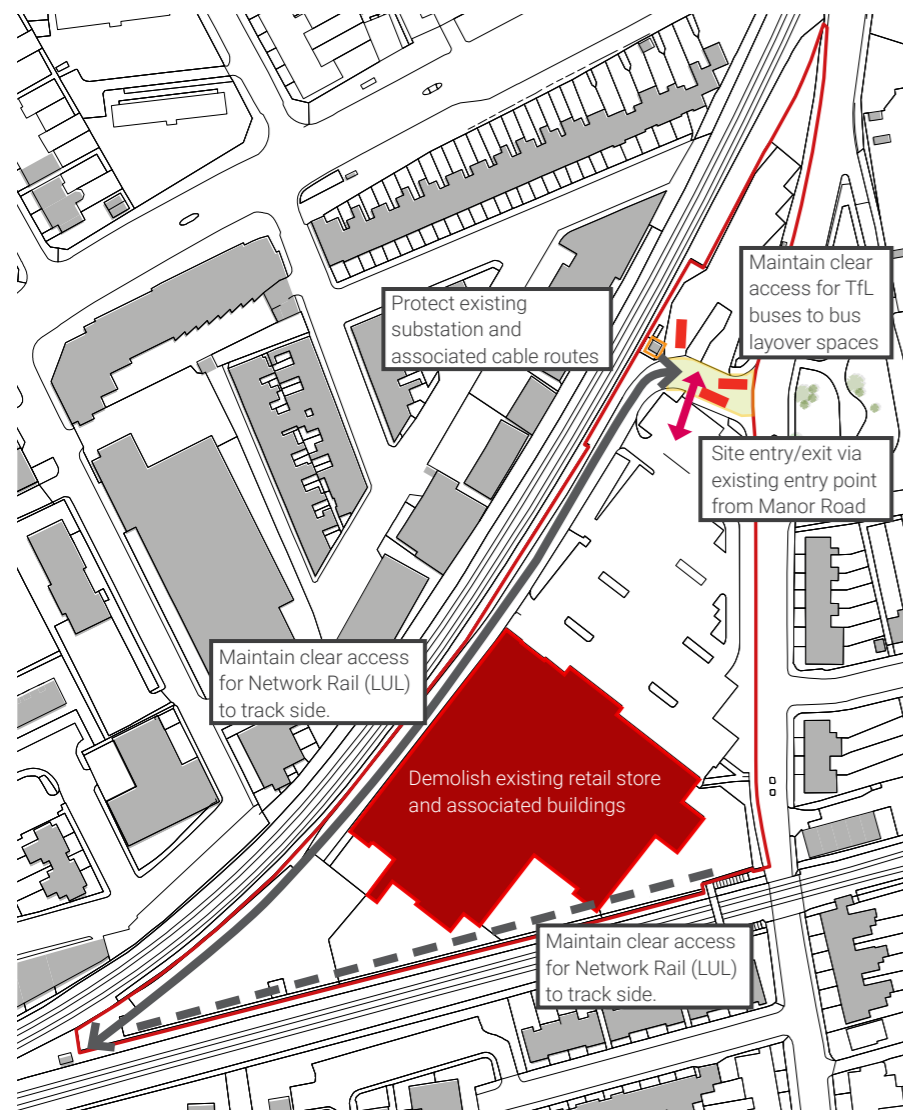 Maintain clear
access for TfL
buses to bus
layover spaces
Protect existing
substation and
associated cable routes
Site entry/exit via
existing entry point
from Manor Road
Maintain clear access
for Network Rail (LUL)
to track side.
Demolish existing retail store
and associated buildings
Maintain clear access
for Network Rail (LUL)
to track side.